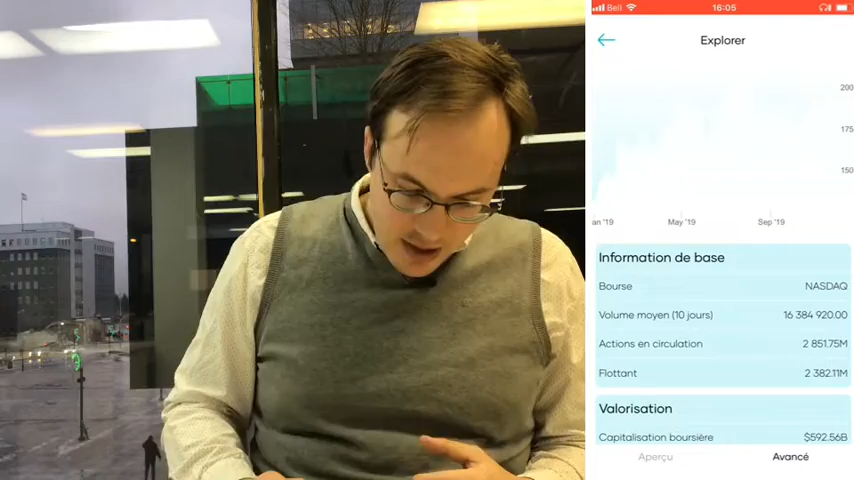 Bell 16:05
Explorer
200
175
150
an '19 May '19 Sep '19
Information de base
Bourse NASDAQ
Volume moyen (10 jours) 16 384 920.00
Actions en circulation 2 851.75M
Flottant 2 382.11M
Valorisation
Capitalisation boursière $592.56B
Aperçu Avancé